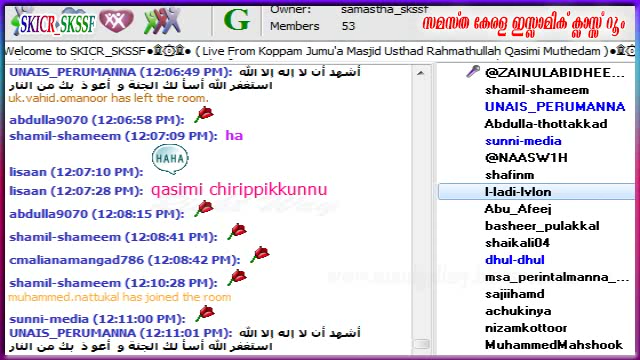 SKICR_SKSSF
Owner: samastha_skssf
Members 53
സമസ്ത കേരള ഇസ്ലാമിക് ക്ലാസ്സ് റൂം
Welcome to SKICR_SKSSF ( Live From Koppam Jumu'a Masjid Usthad Rahmathullah Qasimi Muthedam )
UNAIS_PERUMANNA (12:06:49 PM): أشهد أن لا إله إلا الله
استغفر الله أسأ لك الجنة و أعوذ بك من النار
uk.vahid.omanoor has left the room.
abdulla9070 (12:06:58 PM):
shamil-shameem (12:07:09 PM): ha
lisaan (12:07:10 PM): HAHA
lisaan (12:07:28 PM): qasimi chirippikkunnu
abdulla9070 (12:08:15 PM):
shamil-shameem (12:08:41 PM):
cmalianamangad786 (12:08:42 PM):
shamil-shameem (12:10:28 PM):
muhammed.nattukal has joined the room
sunni-media (12:11:00 PM):
UNAIS_PERUMANNA (12:11:01 PM): أشهد أن لا إله إلا الله
استغفر الله أسأ لك الجنة و أعوذ بك من النار
@ZAINULABIDHEE...
shamil-shameem
UNAIS_PERUMANNA
Abdulla-thottakkad
sunni-media
@NAASW1H
shafinm
I-ladi-lvlon
Abu_Afeej
basheer_pulakkal
shaikali04
dhul-dhul
msa_perintalmanna_...
sajiihamd
achukinya
nizamkottoor
MuhammedMahshook